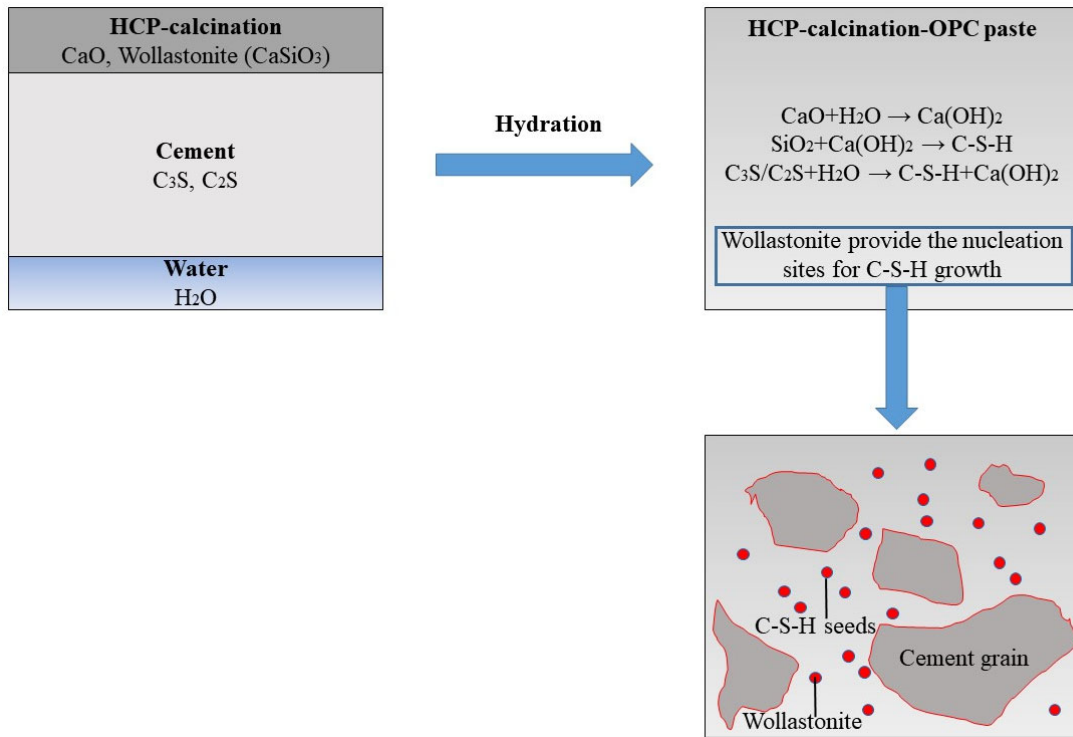 HCP-calcination
CaO, Wollastonite (CaSiO₃)
Cement
C₃S, C₂S
Water
H₂O
Hydration
HCP-calcination-OPC paste
CaO+H₂O → Ca(OH)₂
SiO₂+Ca(OH)₂ → C-S-H
C₃S/C₂S+H₂O → C-S-H+Ca(OH)₂
Wollastonite provide the nucleation
sites for C-S-H growth
C-S-H seeds
Cement grain
Wollastonite